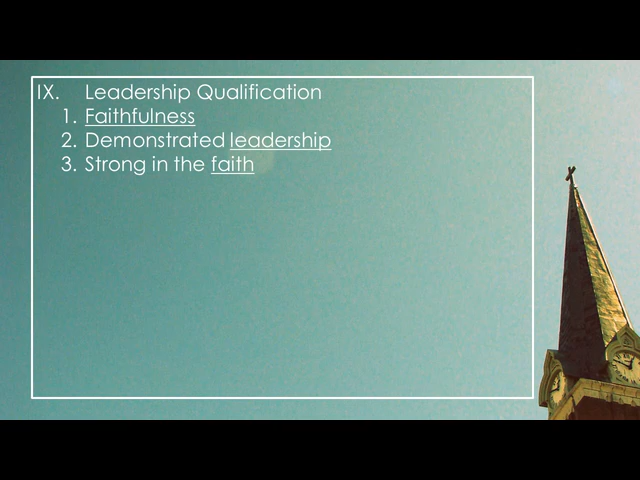 IX. Leadership Qualification
1. Faithfulness
2. Demonstrated leadership
3. Strong in the faith